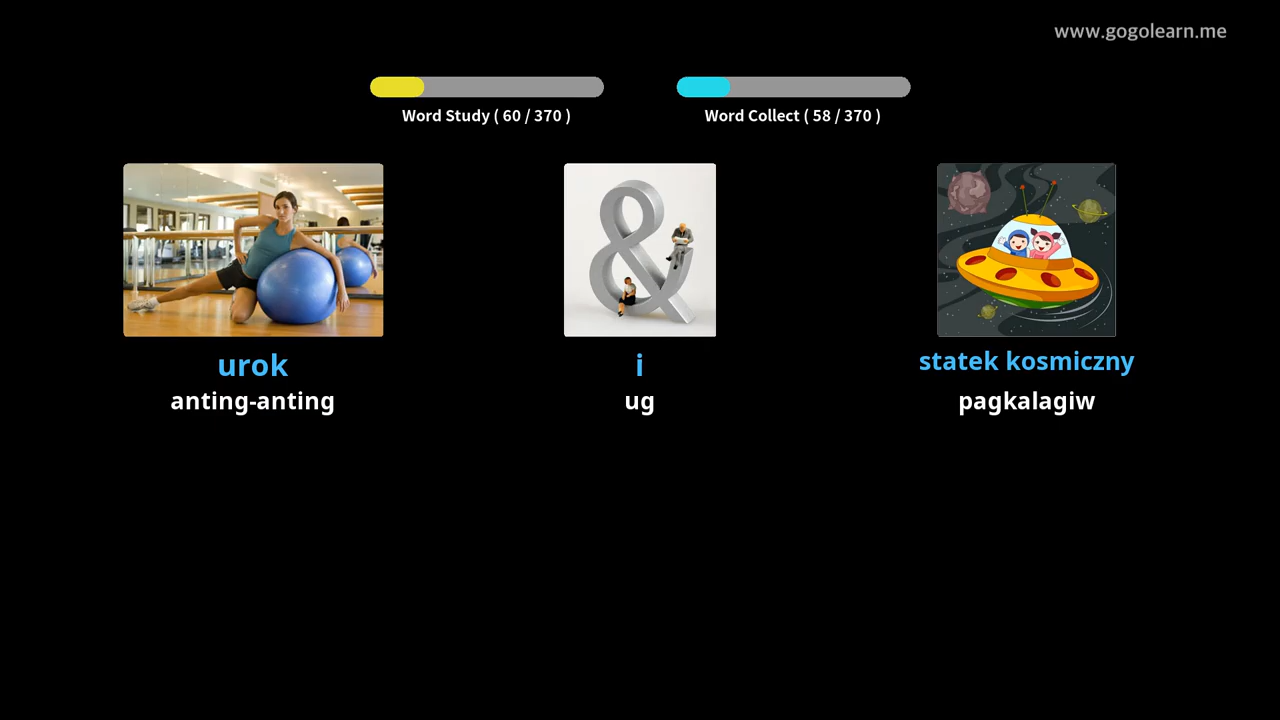 www.gogolearn.me
Word Study ( 60 / 370 )
Word Collect ( 58 / 370 )
urok
anting-anting
i
ug
statek kosmiczny
pagkalagiw